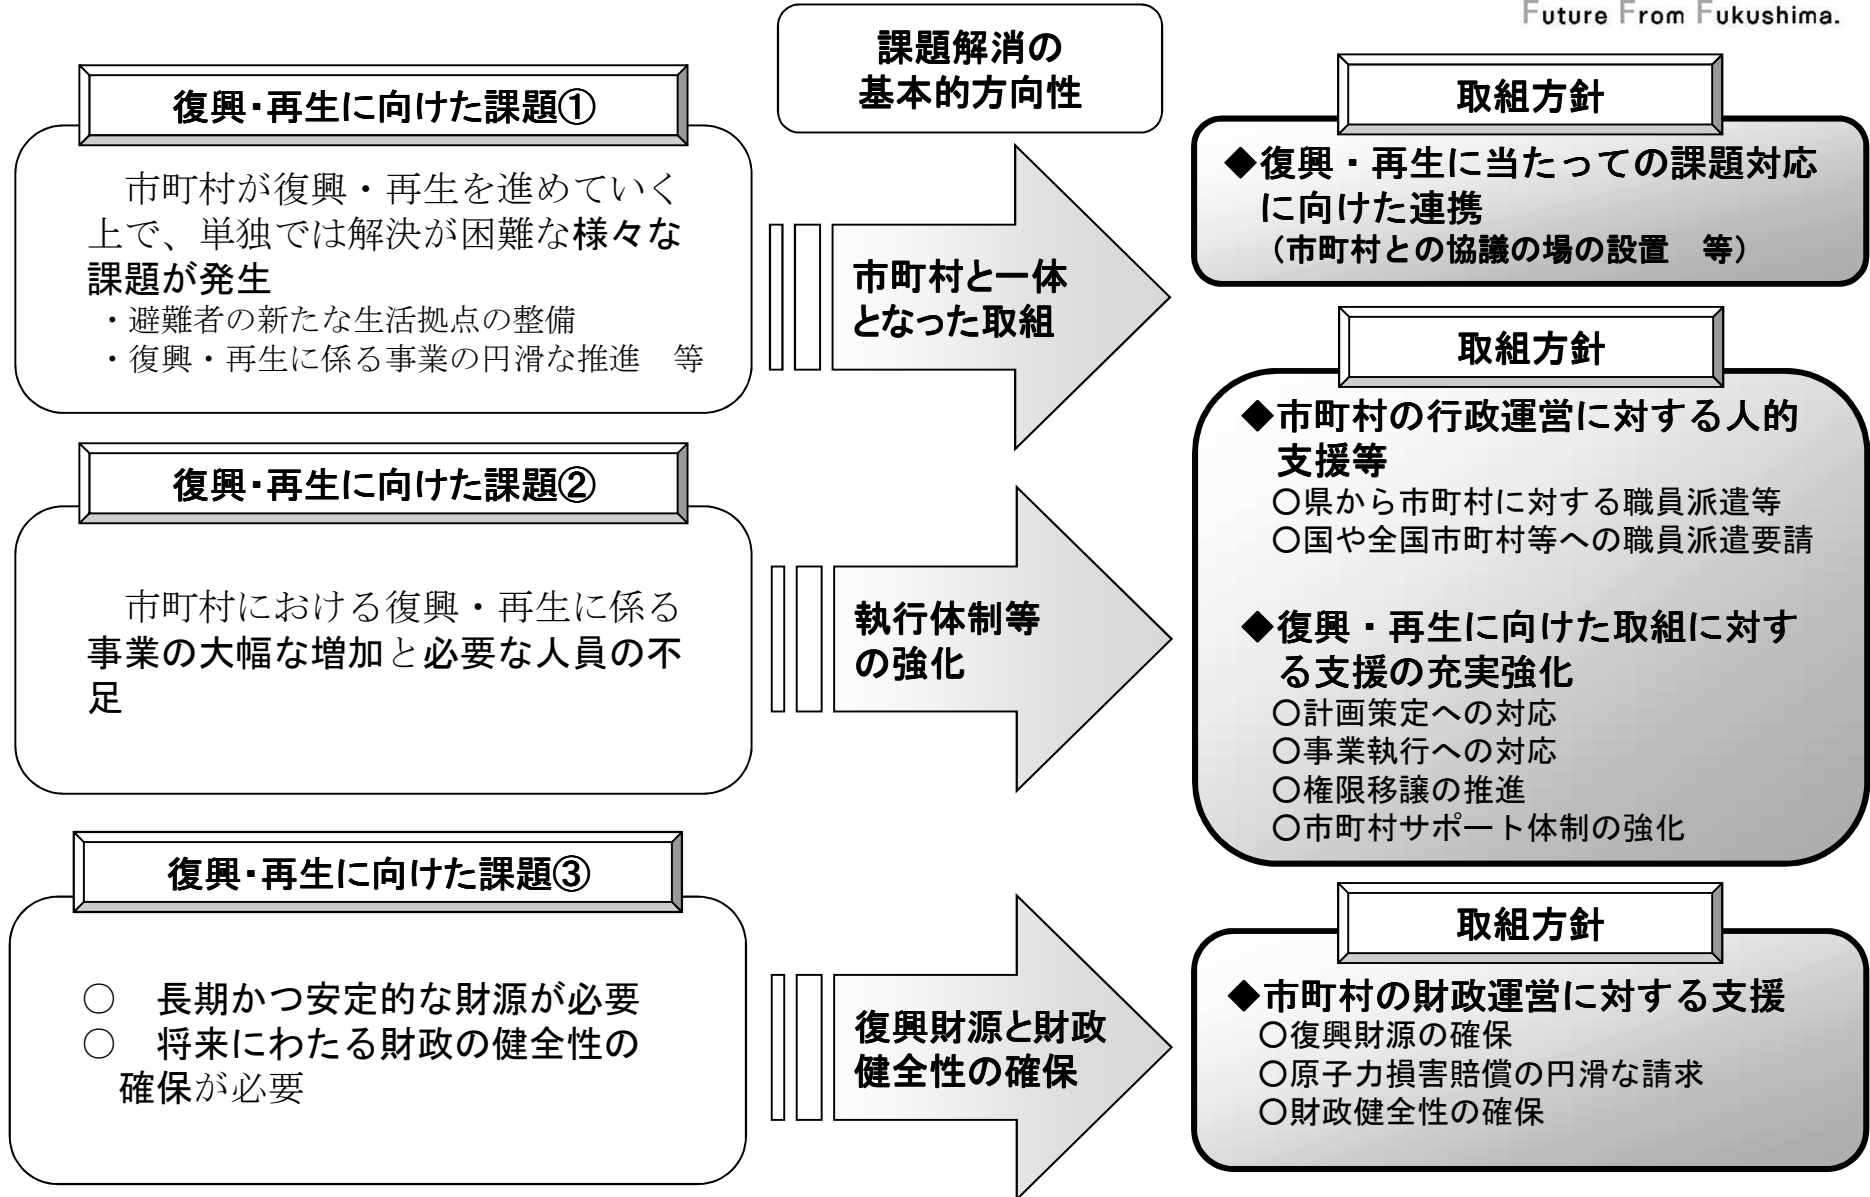 Future From Fukushima.
課題解消の
基本的方向性
復興・再生に向けた課題①
市町村が復興・再生を進めていく
上で、単独では解決が困難な様々な
課題が発生
・避難者の新たな生活拠点の整備
・復興・再生に係る事業の円滑な推進　等
市町村と一体
となった取組
取組方針
◆復興・再生に当たっての課題対応
に向けた連携
（市町村との協議の場の設置　等）
復興・再生に向けた課題②
市町村における復興・再生に係る
事業の大幅な増加と必要な人員の不
足
執行体制等
の強化
取組方針
◆市町村の行政運営に対する人的
支援等
○県から市町村に対する職員派遣等
○国や全国市町村等への職員派遣要請
◆復興・再生に向けた取組に対す
る支援の充実強化
○計画策定への対応
○事業執行への対応
○権限移譲の推進
○市町村サポート体制の強化
復興・再生に向けた課題③
○　長期かつ安定的な財源が必要
○　将来にわたる財政の健全性の
確保が必要
復興財源と財政
健全性の確保
取組方針
◆市町村の財政運営に対する支援
○復興財源の確保
○原子力損害賠償の円滑な請求
○財政健全性の確保